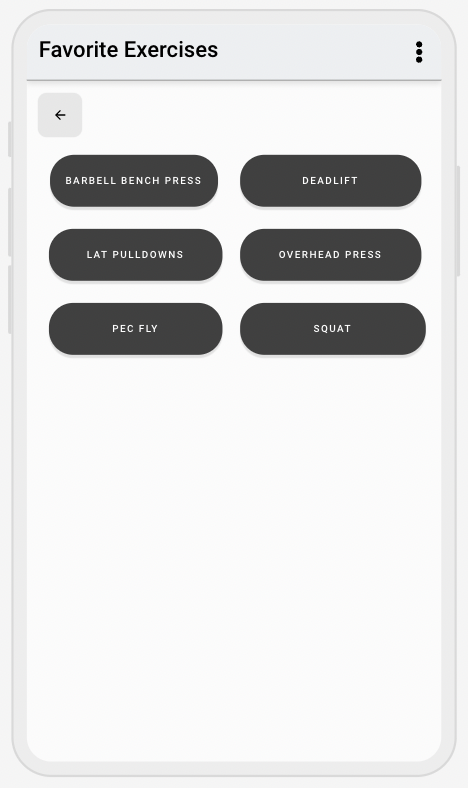 Favorite Exercises
BARBELL BENCH PRESS
DEADLIFT
LAT PULLDOWNS
OVERHEAD PRESS
PEC FLY
SQUAT